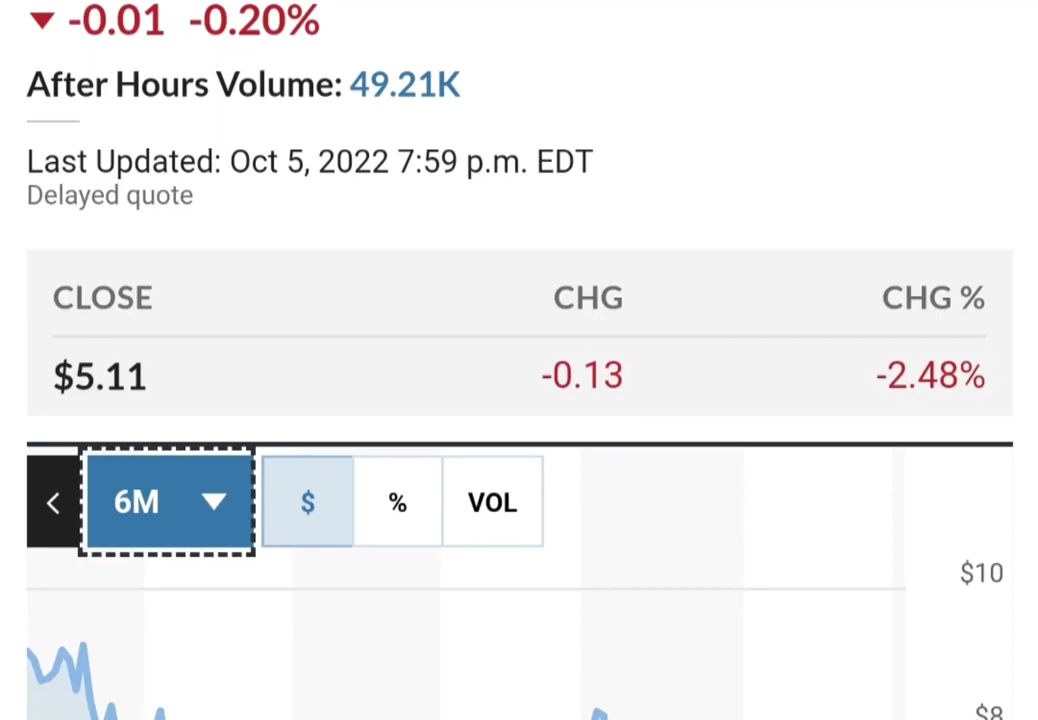 ▼ -0.01 -0.20%
After Hours Volume: 49.21K
Last Updated: Oct 5, 2022 7:59 p.m. EDT
Delayed quote
CLOSE CHG CHG %
$5.11 -0.13 -2.48%
6M $ % VOL
$10
$8